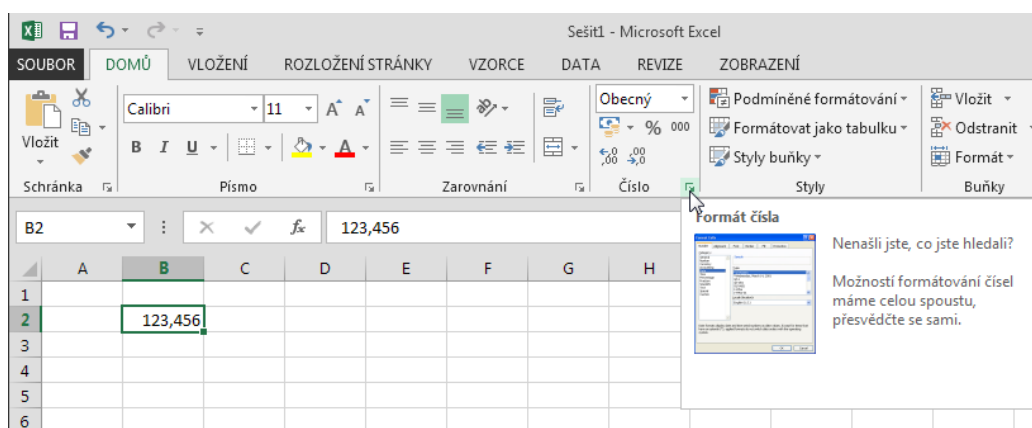 Sešit1 - Microsoft Excel
SOUBOR DOMŮ VLOŽENÍ ROZLOŽENÍ STRÁNKY VZORCE DATA REVIZE ZOBRAZENÍ
Calibri 11 A A Obecný Podmíněné formátování Vložit
Vložit % 000 Formátovat jako tabulku Odstranit
B I U A ,00 ,0 Styly buňky Formát
Schránka Písmo Zarovnání Číslo Styly Buňky
B2 fx 123,456
Formát čísla
Nenašli jste, co jste hledali?
Možností formátování čísel
máme celou spoustu,
přesvědčte se sami.
A B C D E F G H
1
2 123,456
3
4
5
6